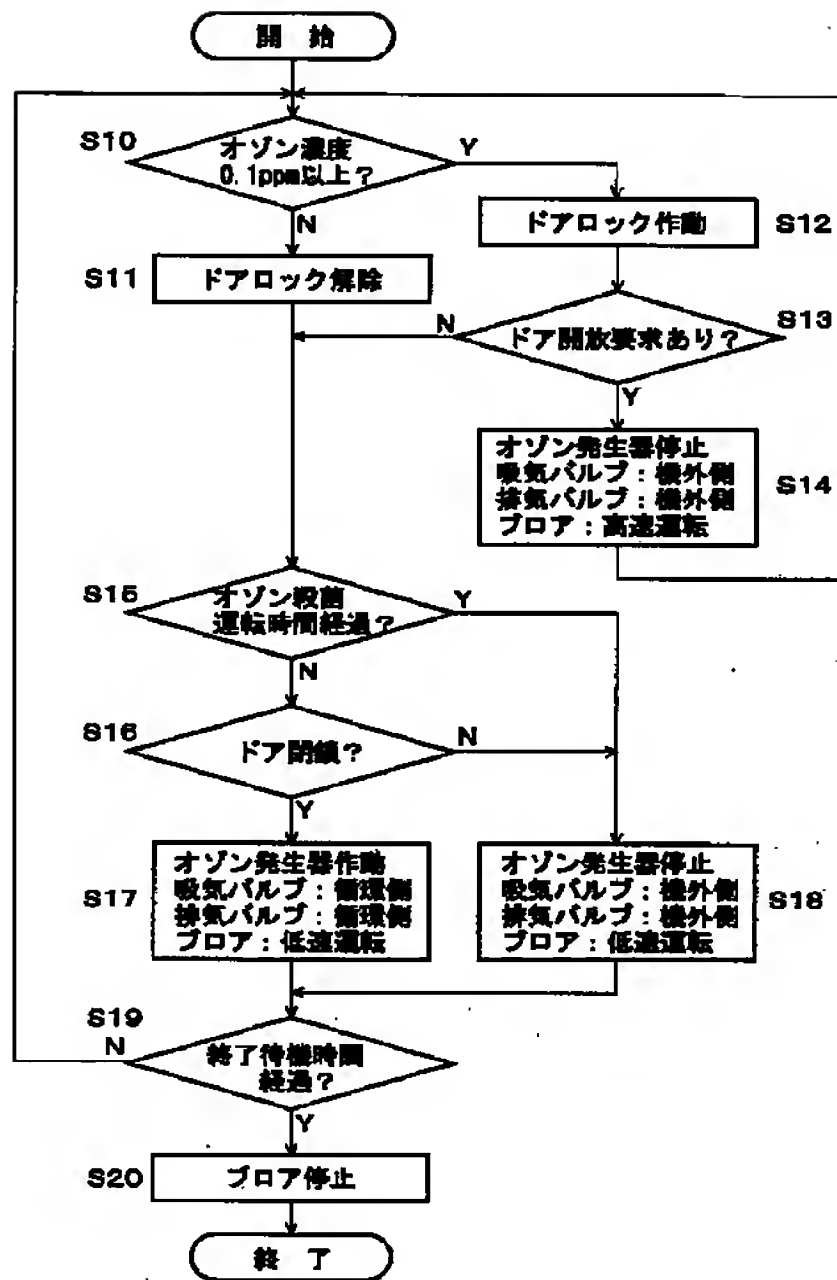 開 始
S10
オゾン濃度
0.1ppm以上？
Y
N
S11
ドアロック解除
ドアロック作動
S12
N
ドア開放要求あり？
S13
Y
オゾン発生器停止
吸気バルブ：機外側
排気バルブ：機外側
ブロア：高速運転
S14
S15
オゾン殺菌
運転時間経過？
Y
N
S16
ドア閉鎖？
N
Y
S17
オゾン発生器作動
吸気バルブ：循環側
排気バルブ：循環側
ブロア：低速運転
オゾン発生器停止
吸気バルブ：機外側
排気バルブ：機外側
ブロア：低速運転
S18
S19
N
終了待機時間
経過？
Y
S20
ブロア停止
終 了